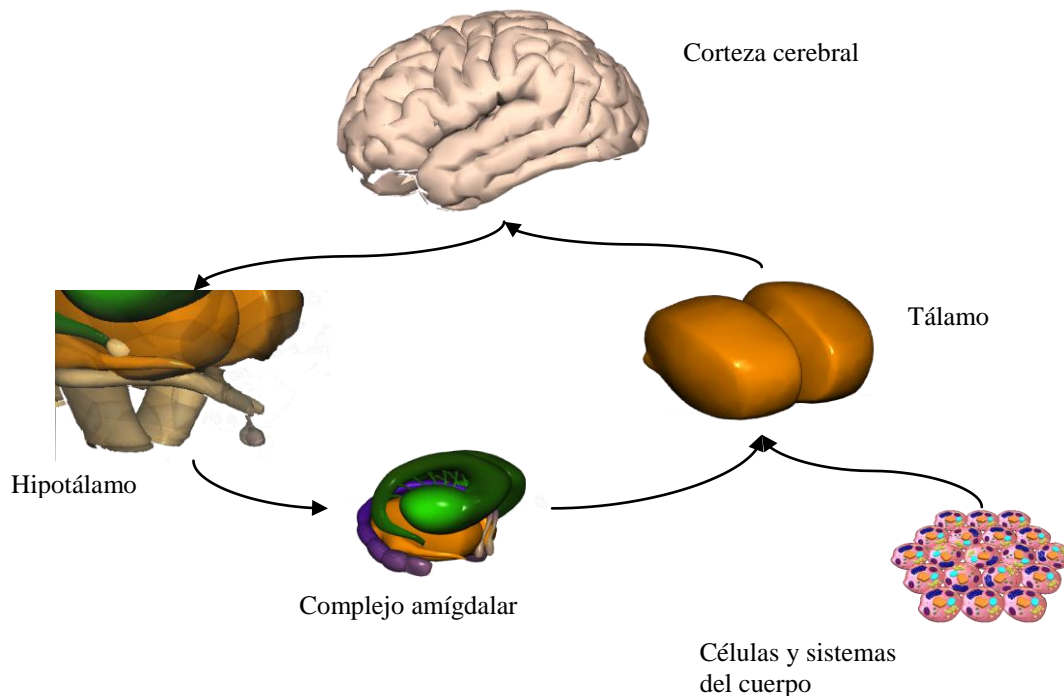 Corteza cerebral
Tálamo
Hipotálamo
Complejo amígdalar
Células y sistemas
del cuerpo